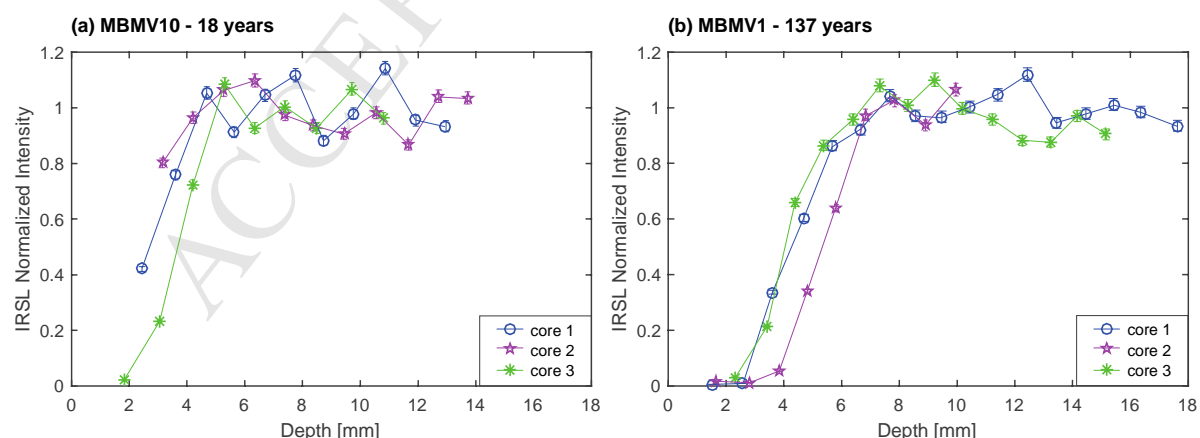 (a) MBMV10 - 18 years
(b) MBMV1 - 137 years
IRSL Normalized Intensity
1.2
1
0.8
0.6
0.4
0.2
0
0 2 4 6 8 10 12 14 16 18
Depth [mm]
core 1
core 2
core 3
IRSL Normalized Intensity
1.2
1
0.8
0.6
0.4
0.2
0
0 2 4 6 8 10 12 14 16 18
Depth [mm]
core 1
core 2
core 3
ACCEP